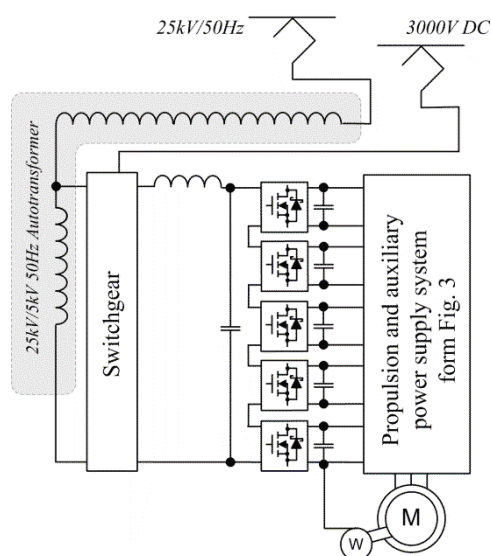 25kV/50Hz
3000V DC
25kV/5kV 50Hz Autotransformer
Switchgear
Propulsion and auxiliary
power supply system
form Fig. 3
M
W